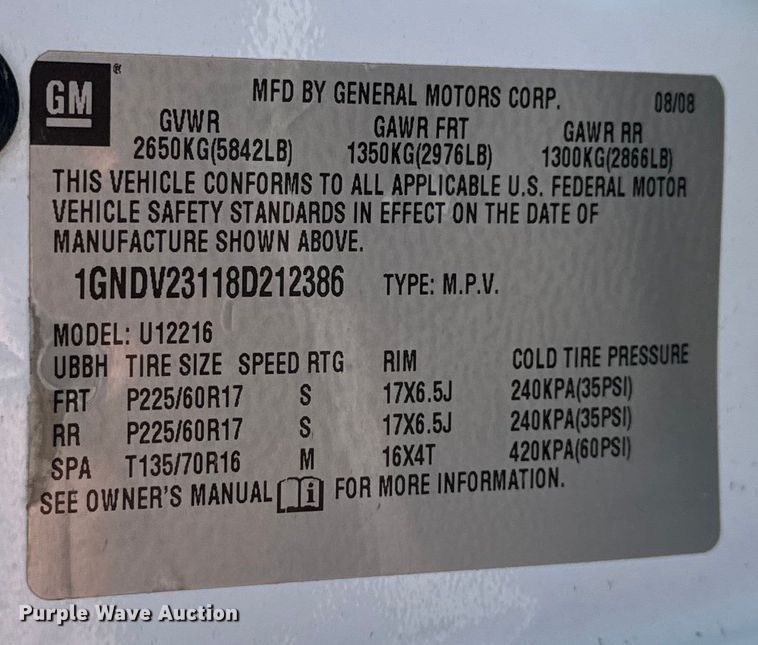 GM ® MFD BY GENERAL MOTORS CORP. 08/08
GVWR GAWR FRT GAWR RR
2650KG(5842LB) 1350KG(2976LB) 1300KG(2866LB)
THIS VEHICLE CONFORMS TO ALL APPLICABLE U.S. FEDERAL MOTOR
VEHICLE SAFETY STANDARDS IN EFFECT ON THE DATE OF
MANUFACTURE SHOWN ABOVE.
1GNDV23118D212386 TYPE: M.P.V.
MODEL: U12216
UBBH TIRE SIZE SPEED RTG RIM COLD TIRE PRESSURE
FRT P225/60R17 S 17X6.5J 240KPA(35PSI)
RR P225/60R17 S 17X6.5J 240KPA(35PSI)
SPA T135/70R16 M 16X4T 420KPA(60PSI)
SEE OWNER'S MANUAL i FOR MORE INFORMATION.
Purple Wave Auction